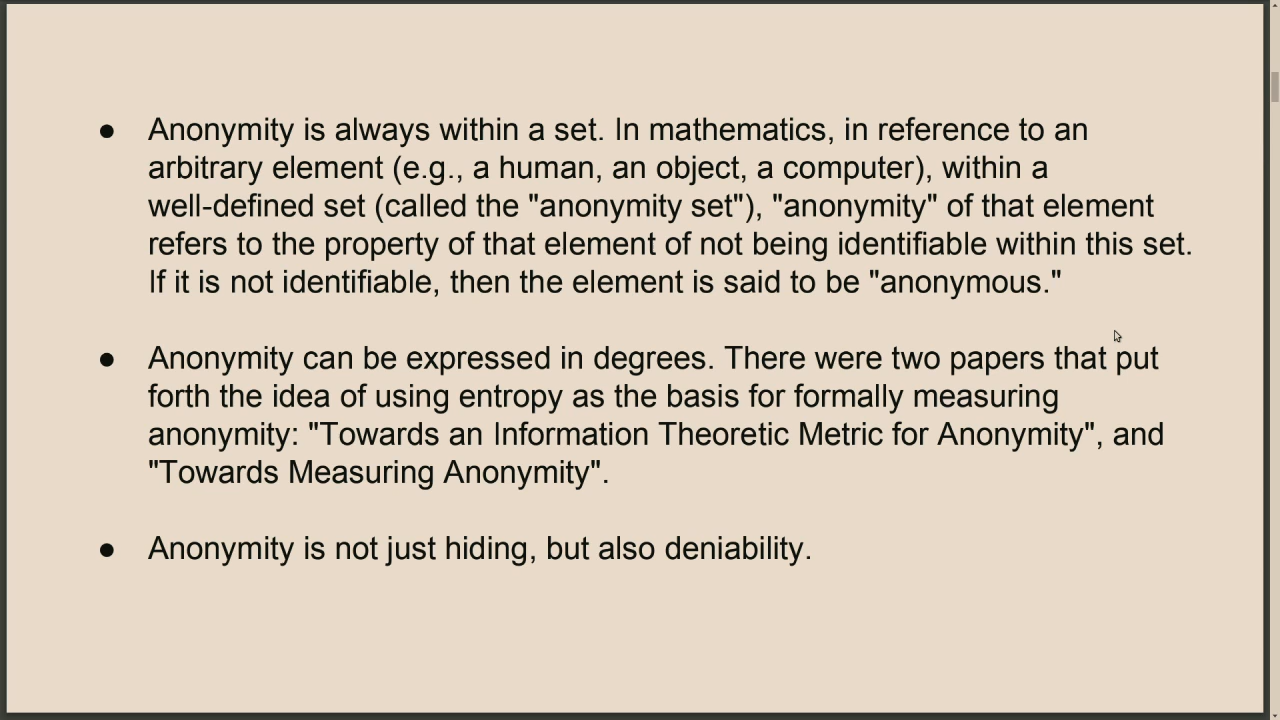 ● Anonymity is always within a set. In mathematics, in reference to an
arbitrary element (e.g., a human, an object, a computer), within a
well-defined set (called the "anonymity set"), "anonymity" of that element
refers to the property of that element of not being identifiable within this set.
If it is not identifiable, then the element is said to be "anonymous."
● Anonymity can be expressed in degrees. There were two papers that put
forth the idea of using entropy as the basis for formally measuring
anonymity: "Towards an Information Theoretic Metric for Anonymity", and
"Towards Measuring Anonymity".
● Anonymity is not just hiding, but also deniability.